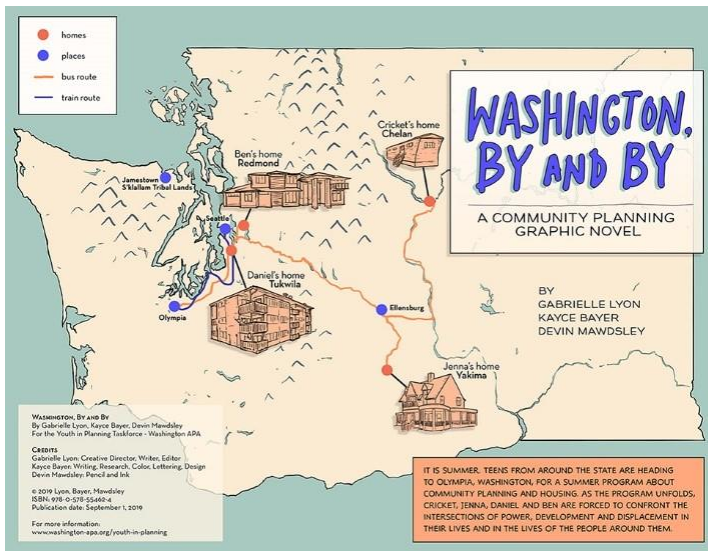 homes
places
bus route
train route
WASHINGTON,
BY AND BY
A COMMUNITY PLANNING
GRAPHIC NOVEL
BY
GABRIELLE LYON
KAYCE BAYER
DEVIN MAWDSLEY
Cricket's home
Chelan
Ben's home
Redmond
Jamestown
S'klallam Tribal Lands
Seattle
Daniel's home
Tukwila
Olympia
Ellensburg
Jenna's home
Yakima
WASHINGTON, BY AND BY
By Gabrielle Lyon, Kayce Bayer, Devin Mawdsley
For the Youth in Planning Taskforce - Washington APA
CREDITS
Gabrielle Lyon: Creative Director, Writer, Editor
Kayce Bayer: Writing, Research, Color, Lettering, Design
Devin Mawdsley: Pencil and Ink
© 2019 Lyon, Bayer, Mawdsley
ISBN: 978-0-578-55462-4
Publication date: September 1, 2019
For more information:
www.washington-apa.org/youth-in-planning
IT IS SUMMER. TEENS FROM AROUND THE STATE ARE HEADING
TO OLYMPIA, WASHINGTON, FOR A SUMMER PROGRAM ABOUT
COMMUNITY PLANNING AND HOUSING. AS THE PROGRAM UNFOLDS,
CRICKET, JENNA, DANIEL AND BEN ARE FORCED TO CONFRONT THE
INTERSECTIONS OF POWER, DEVELOPMENT AND DISPLACEMENT IN
THEIR LIVES AND IN THE LIVES OF THE PEOPLE AROUND THEM.